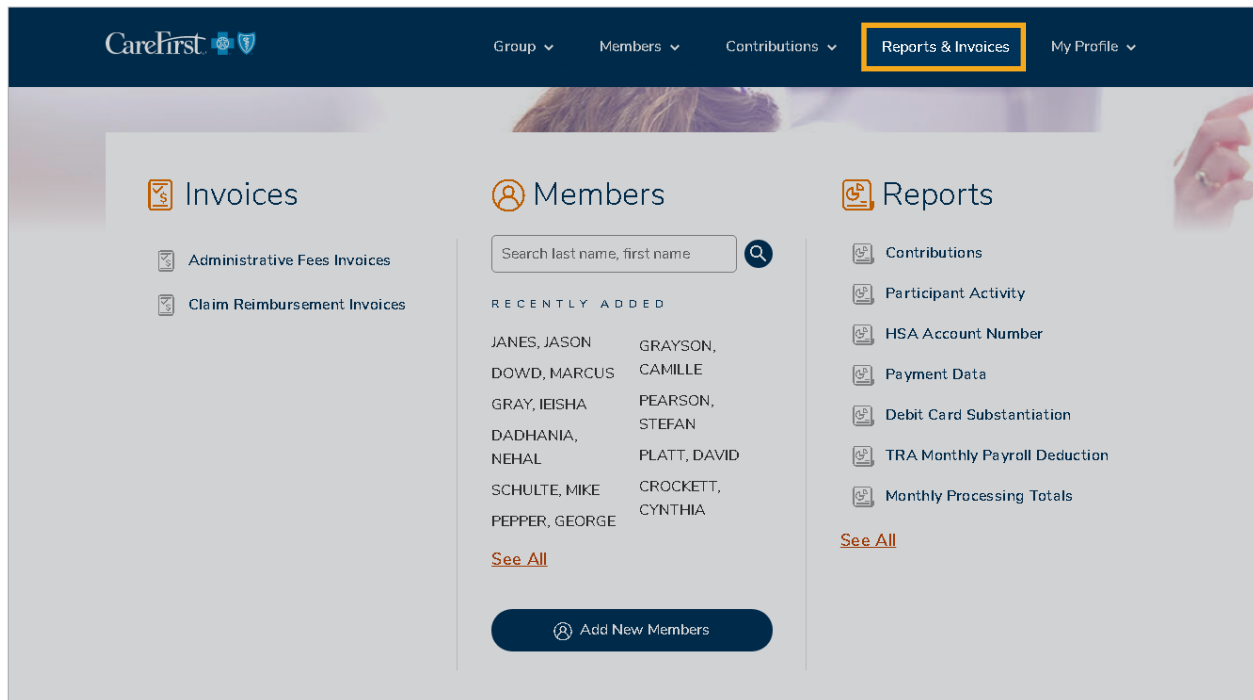 CareFirst
Group
Members
Contributions
Reports & Invoices
My Profile
Invoices
Administrative Fees Invoices
Claim Reimbursement Invoices
Members
Search last name, first name
RECENTLY ADDED
JANES, JASON
DOWD, MARCUS
GRAY, IEISHA
DADHANIA,
NEHAL
SCHULTE, MIKE
PEPPER, GEORGE
GRAYSON,
CAMILLE
PEARSON,
STEFAN
PLATT, DAVID
CROCKETT,
CYNTHIA
See All
Add New Members
Reports
Contributions
Participant Activity
HSA Account Number
Payment Data
Debit Card Substantiation
TRA Monthly Payroll Deduction
Monthly Processing Totals
See All